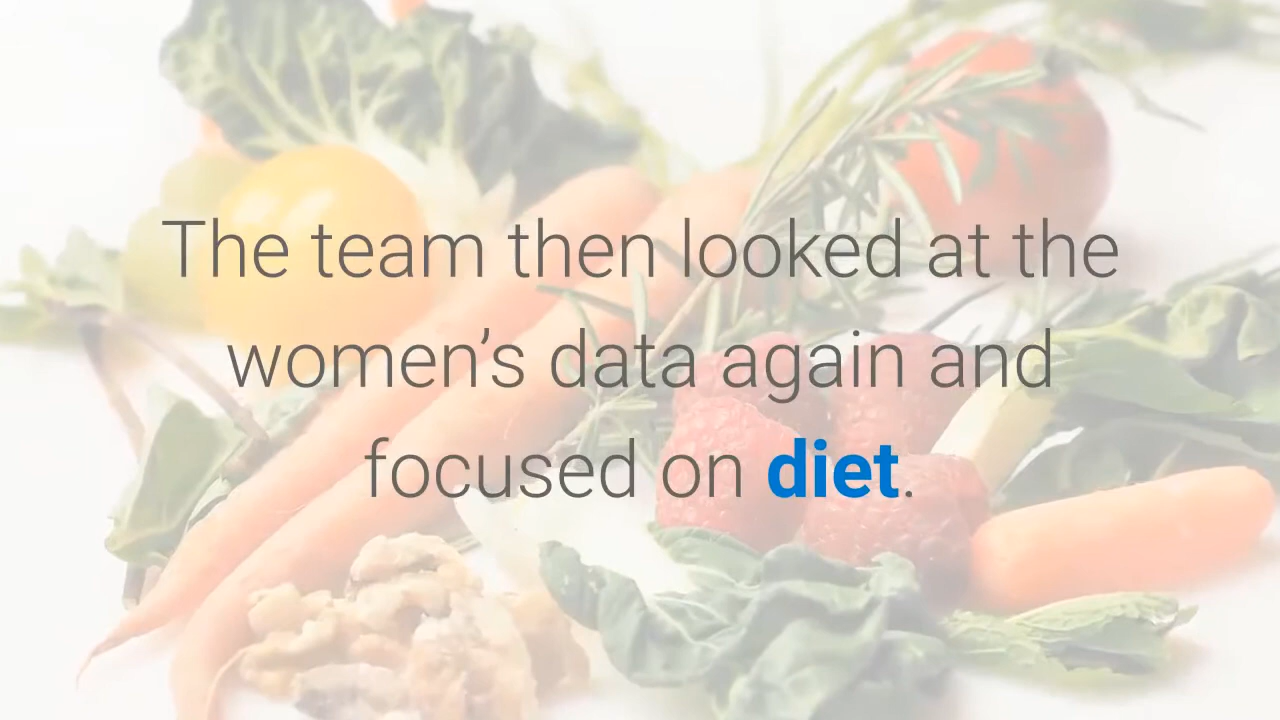 The team then looked at the
women’s data again and
focused on diet.